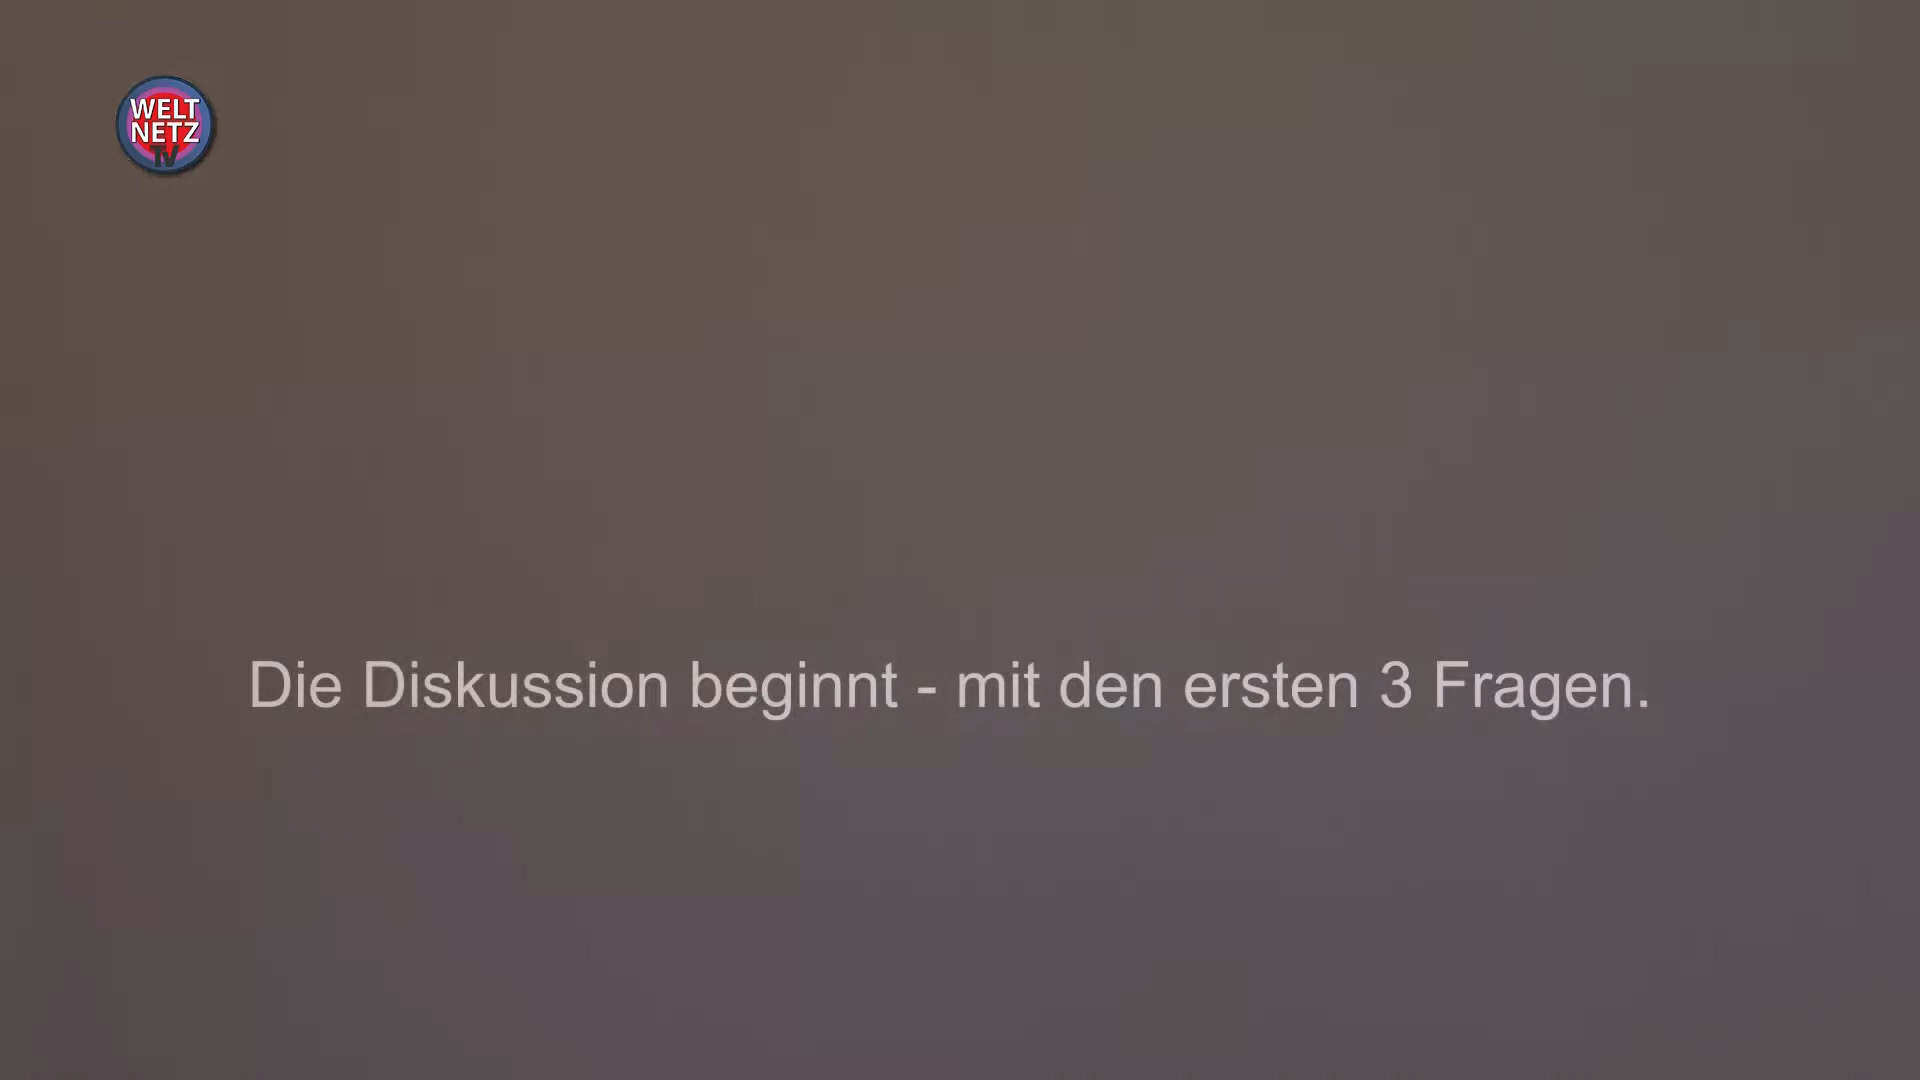 WELT
NETZ
TV
Die Diskussion beginnt - mit den ersten 3 Fragen.